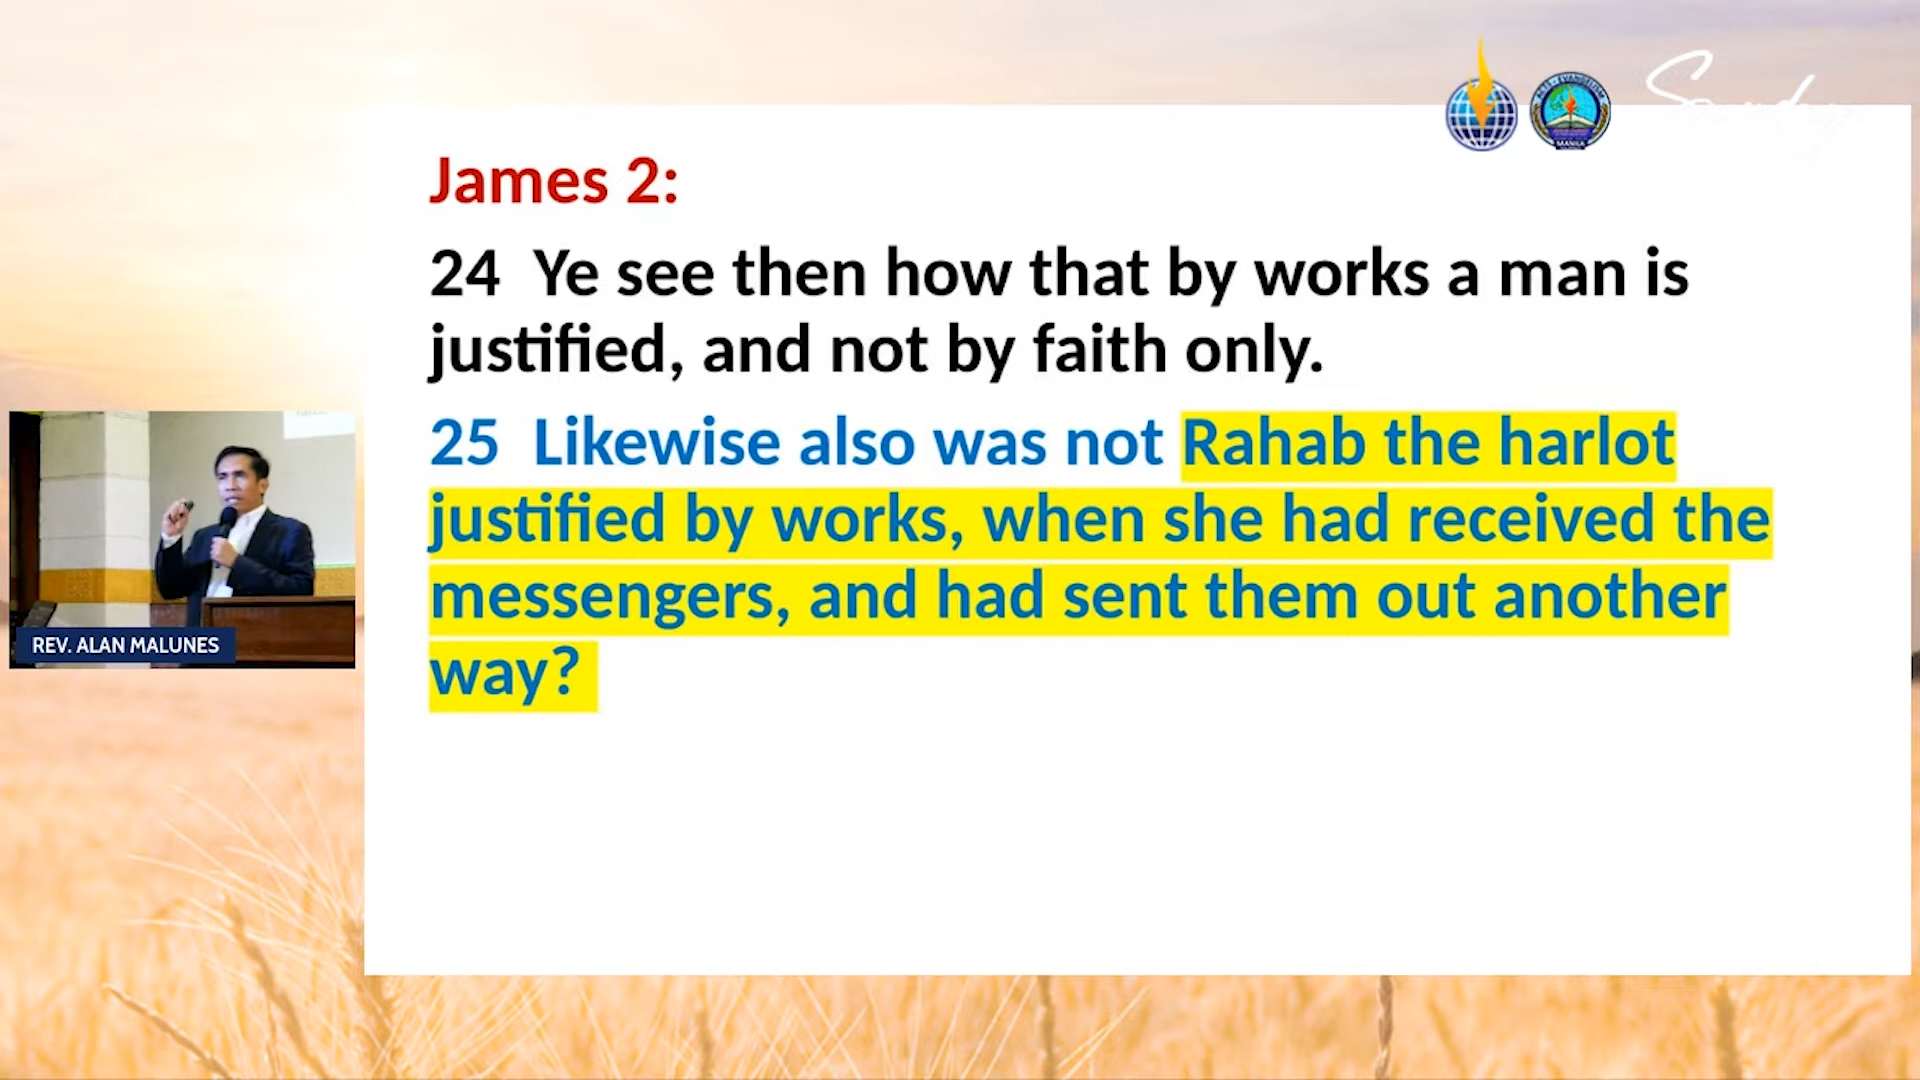 James 2:
24 Ye see then how that by works a man is
justified, and not by faith only.
25 Likewise also was not Rahab the harlot
justified by works, when she had received the
messengers, and had sent them out another
way?
REV. ALAN MALUNES
MANILA